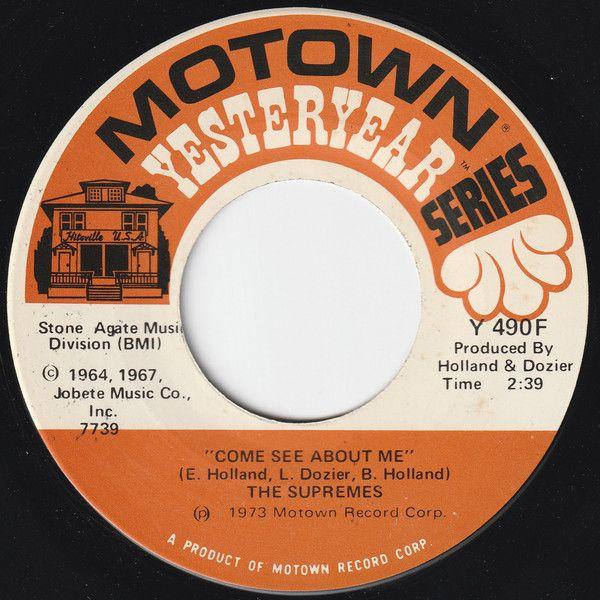 MOTOWN®
YESTERYEAR™
SERIES
Hitsville U.S.A.
Stone Agate Music
Division (BMI)
© 1964, 1967,
Jobete Music Co.,
Inc.
7739
Y 490F
Produced By
Holland & Dozier
Time 2:39
"COME SEE ABOUT ME"
(E. Holland, L. Dozier, B. Holland)
THE SUPREMES
℗ 1973 Motown Record Corp.
A PRODUCT OF MOTOWN RECORD CORP.